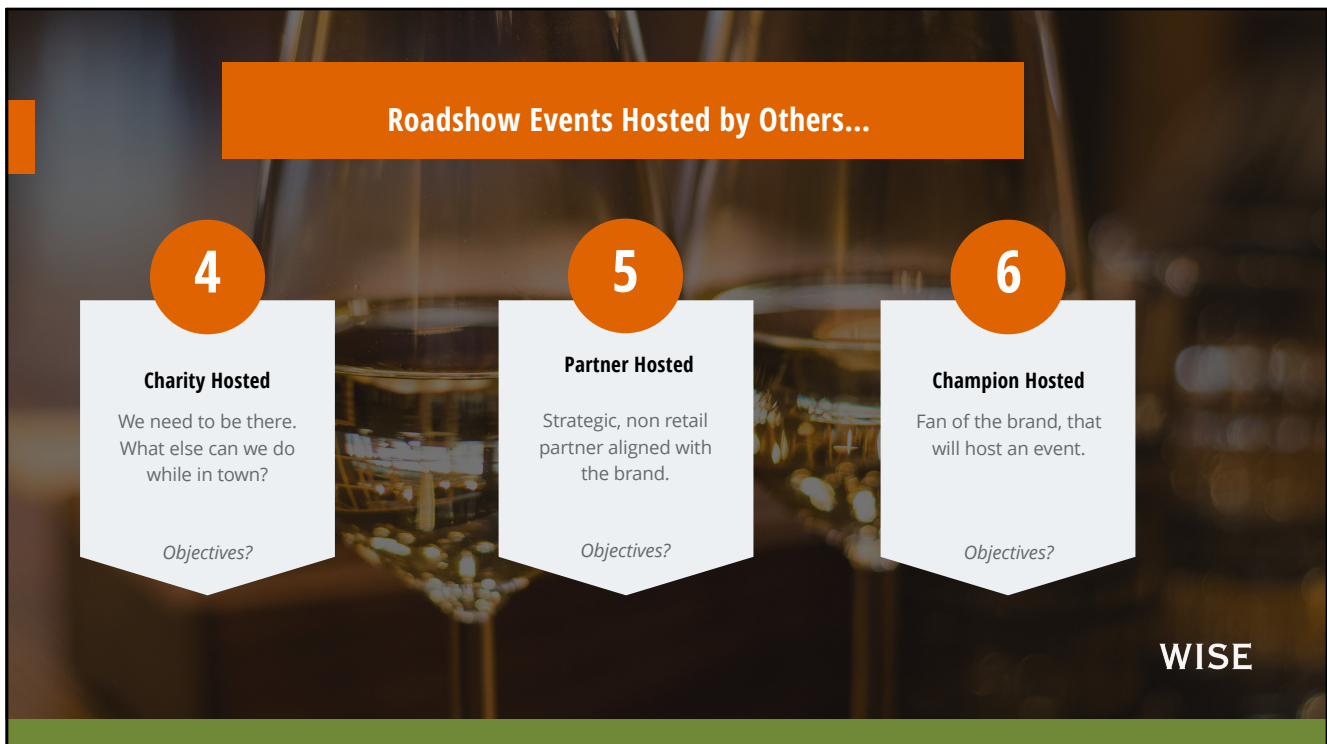 Roadshow Events Hosted by Others...
4
Charity Hosted
We need to be there.
What else can we do
while in town?
Objectives?
5
Partner Hosted
Strategic, non retail
partner aligned with
the brand.
Objectives?
6
Champion Hosted
Fan of the brand, that
will host an event.
Objectives?
WISE